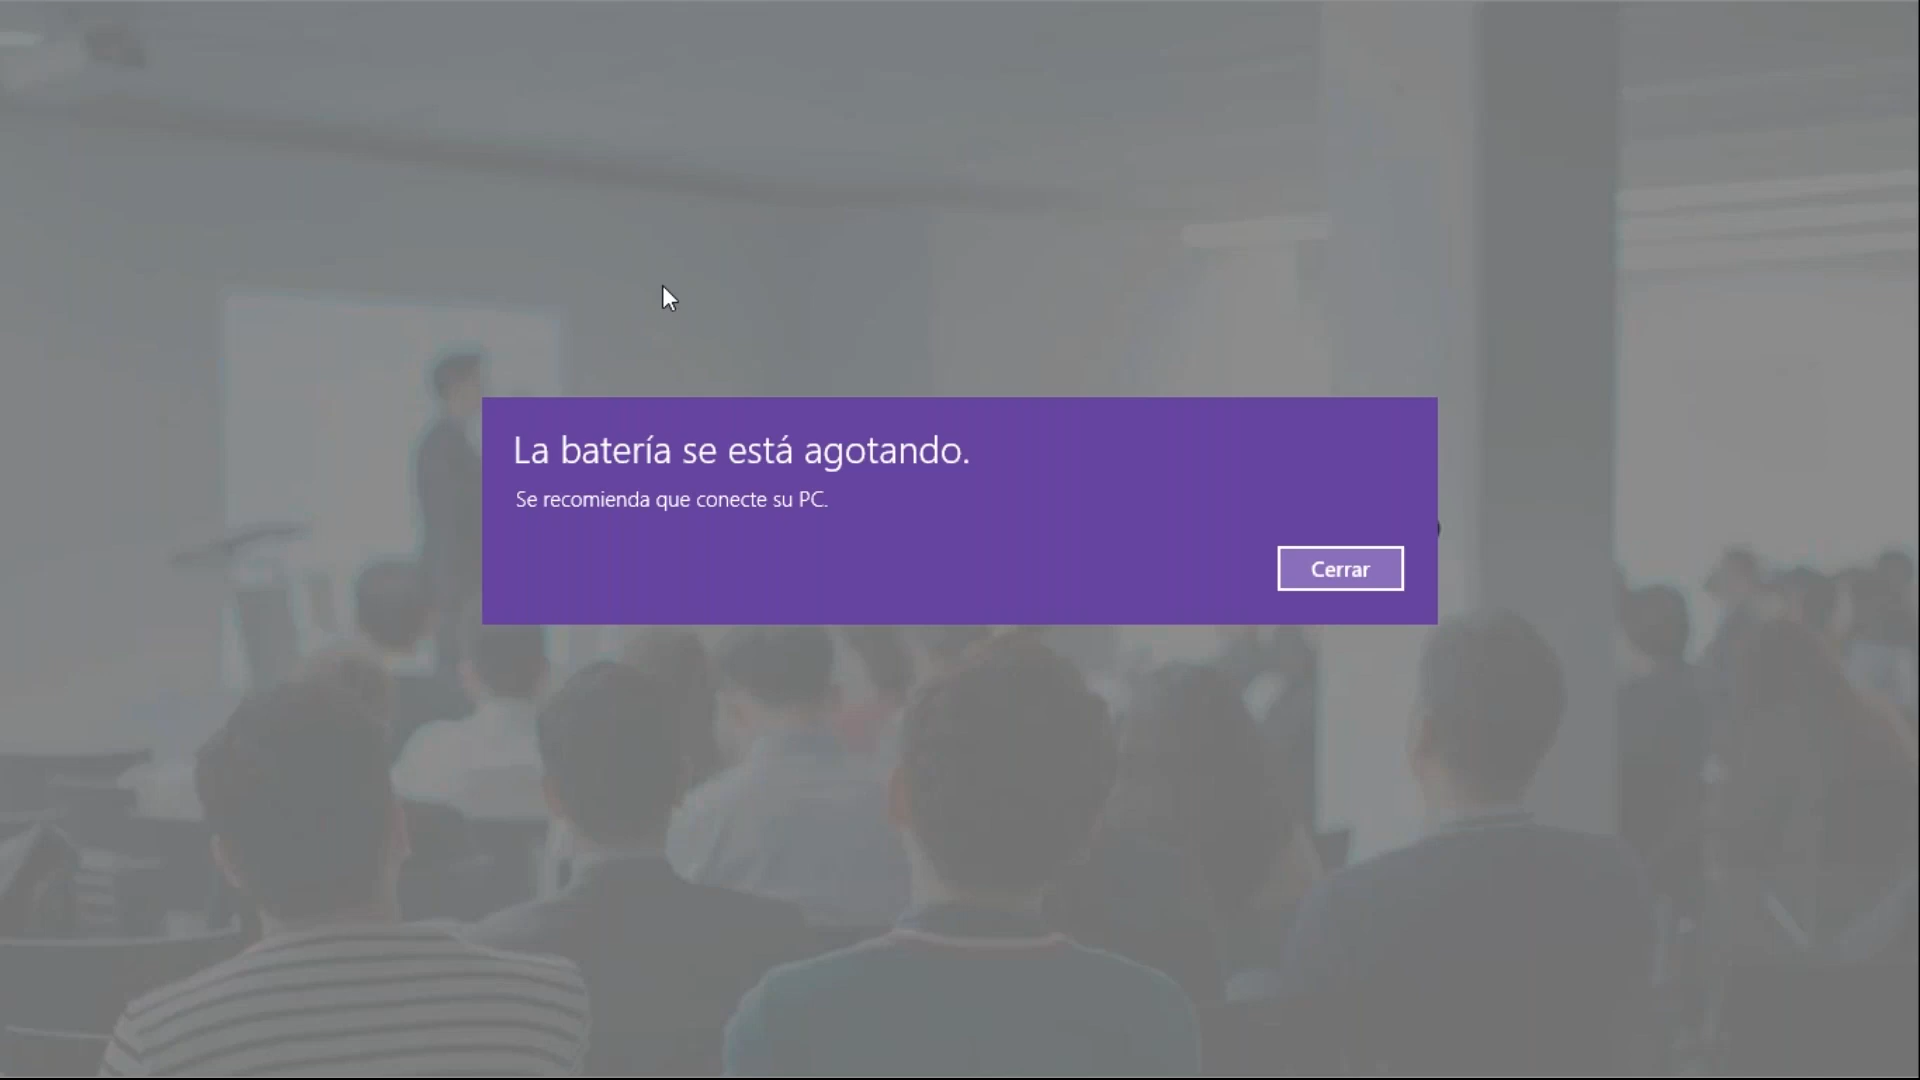 La batería se está agotando.
Se recomienda que conecte su PC.
Cerrar